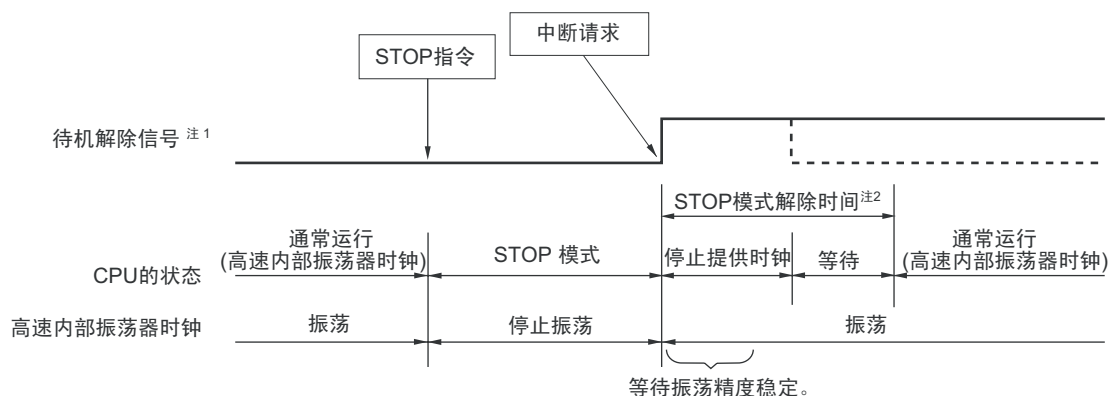 中断请求
STOP指令
待机解除信号 注1
STOP模式解除时间注2
通常运行
(高速内部振荡器时钟)
STOP 模式
停止提供时钟
等待
通常运行
(高速内部振荡器时钟)
CPU的状态
高速内部振荡器时钟
振荡
停止振荡
振荡
等待振荡精度稳定。